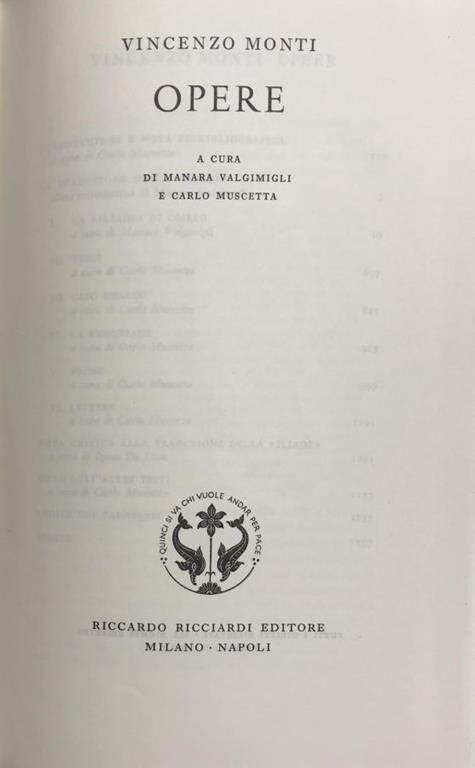 VINCENZO MONTI
OPERE
A CURA
DI MANARA VALGIMIGLI
E CARLO MUSCETTA
QUINCI SI VA CHI VUOLE ANDAR PER PACE
RICCARDO RICCIARDI EDITORE
MILANO · NAPOLI